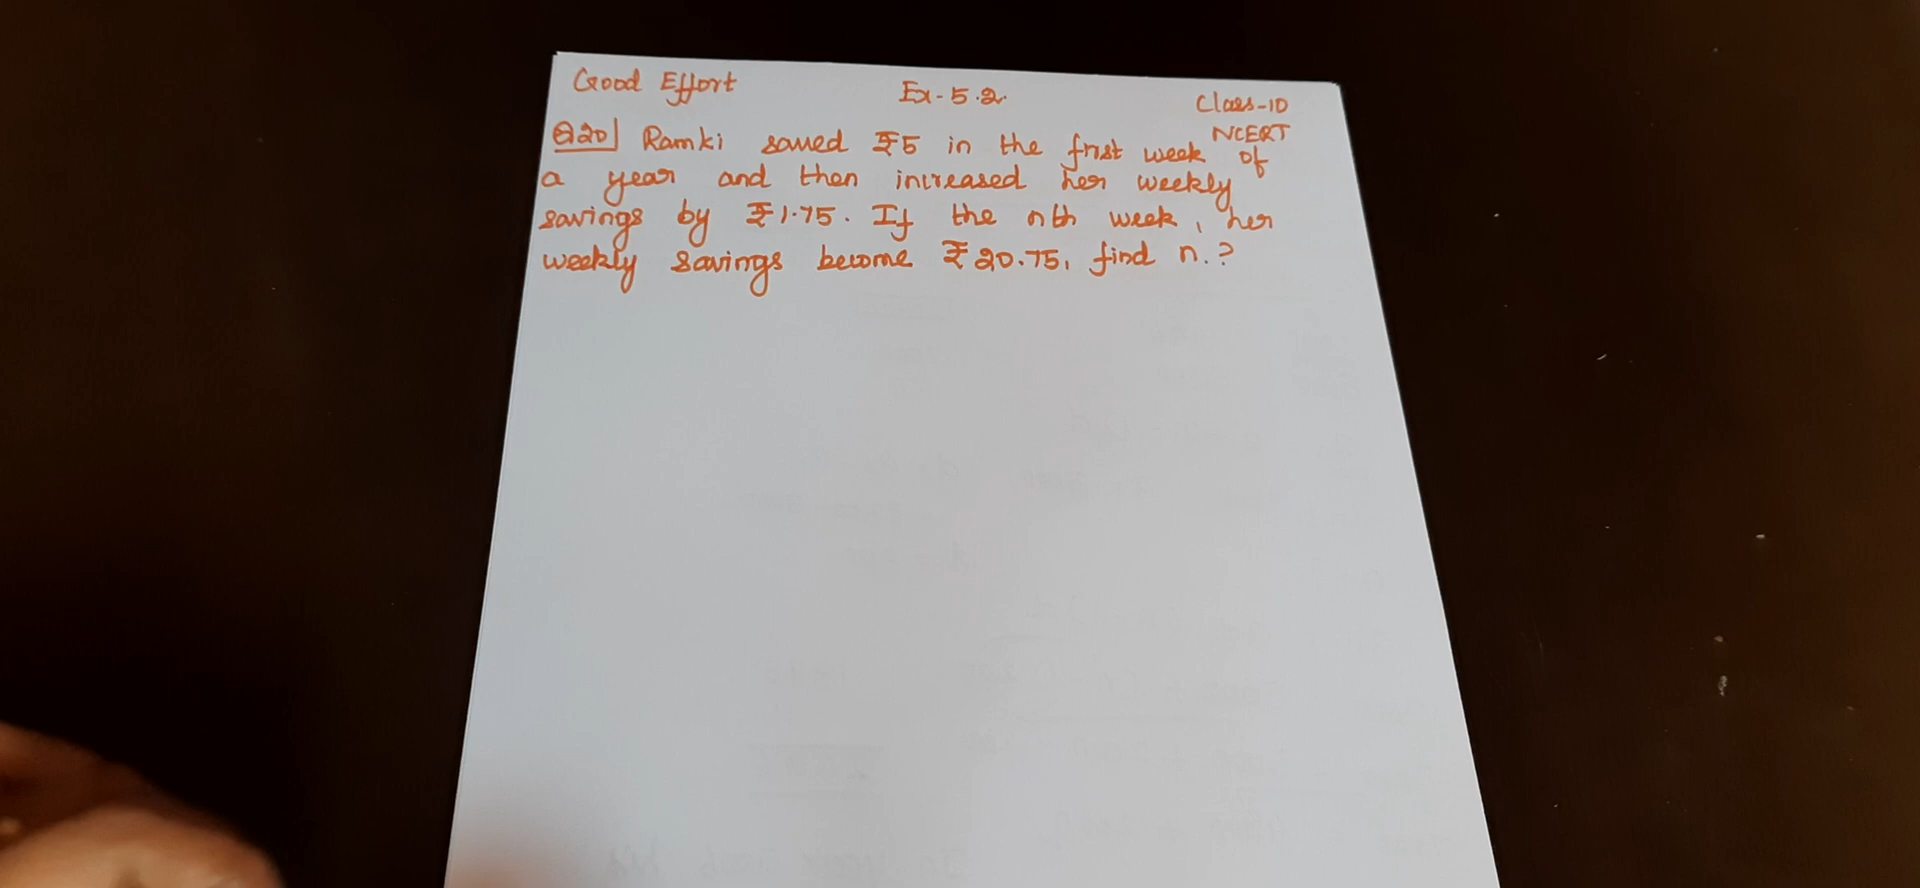 Good Effort Ex-5.2. Class-10
NCERT
Q20| Ramki saved ₹5 in the frist week of
a year and then increased her weekly
savings by ₹1.75. If the nth week, her
weekly savings become ₹20.75, find n.?